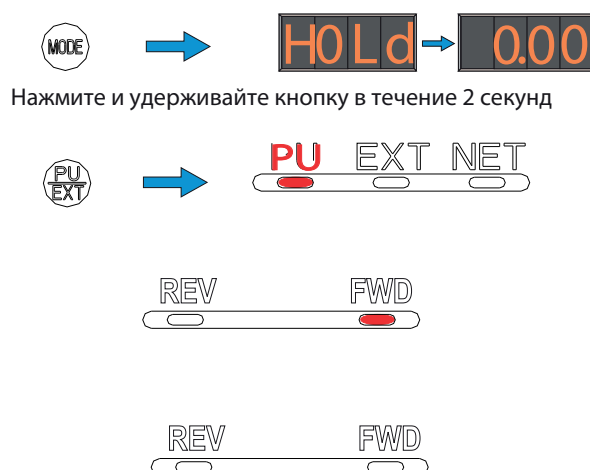 MODE H0Ld 0.00
Нажмите и удерживайте кнопку в течение 2 секунд
PU EXT NET
PU
EXT
REV FWD
REV FWD